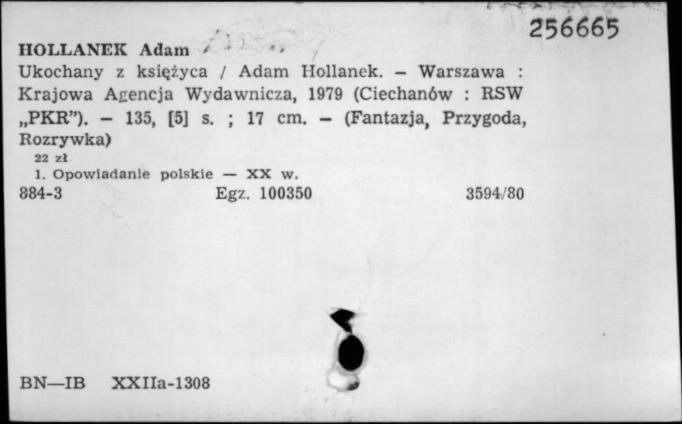 256665
HOLLANEK Adam
Ukochany z księżyca / Adam Hollanek. — Warszawa :
Krajowa Agencja Wydawnicza, 1979 (Ciechanów : RSW
„PKR”). — 135, [5] s. ; 17 cm. — (Fantazja, Przygoda,
Rozrywka)
22 zł
1. Opowiadanie polskie — XX w.
884-3 Egz. 100350 3594/80
BN—IB XXIIa-1308